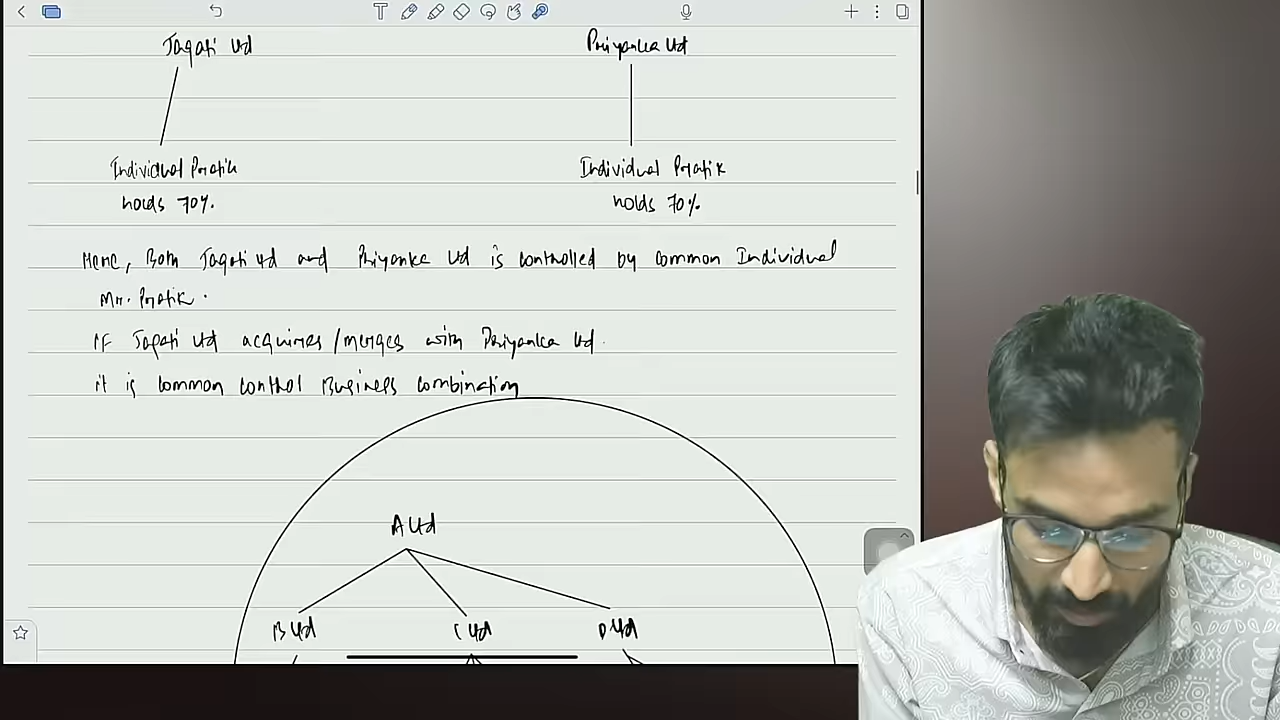 Jagati Ltd Priyanka Ltd
Individual Pratik Individual Pratik
holds 70% holds 70%
Here, Both Jagati Ltd and Priyanka Ltd is controlled by common Individual
Mr. Pratik.
If Jagati Ltd acquires/merges with Priyanka Ltd.
it is common control Business combination
A Ltd
B Ltd C Ltd D Ltd